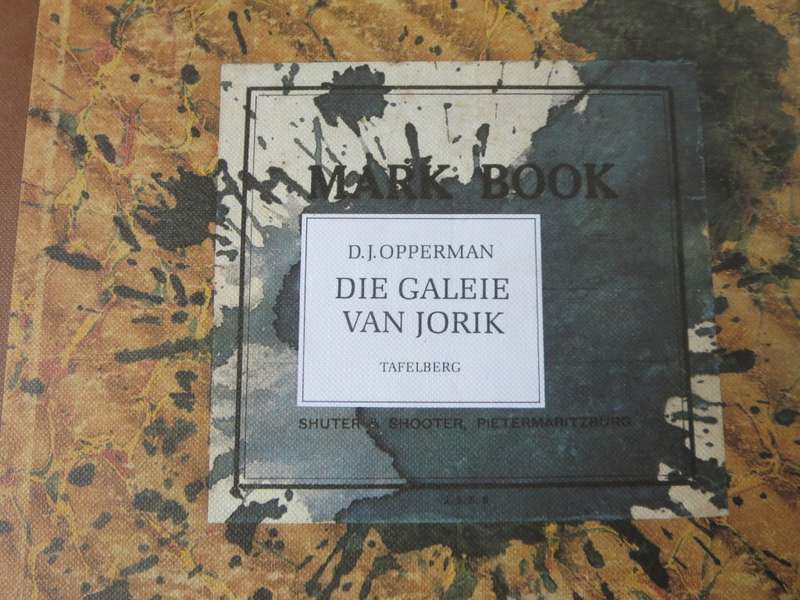 MARK BOOK
D.J. OPPERMAN
DIE GALEIE
VAN JORIK
TAFELBERG
SHUTER & SHOOTER, PIETERMARITZBURG